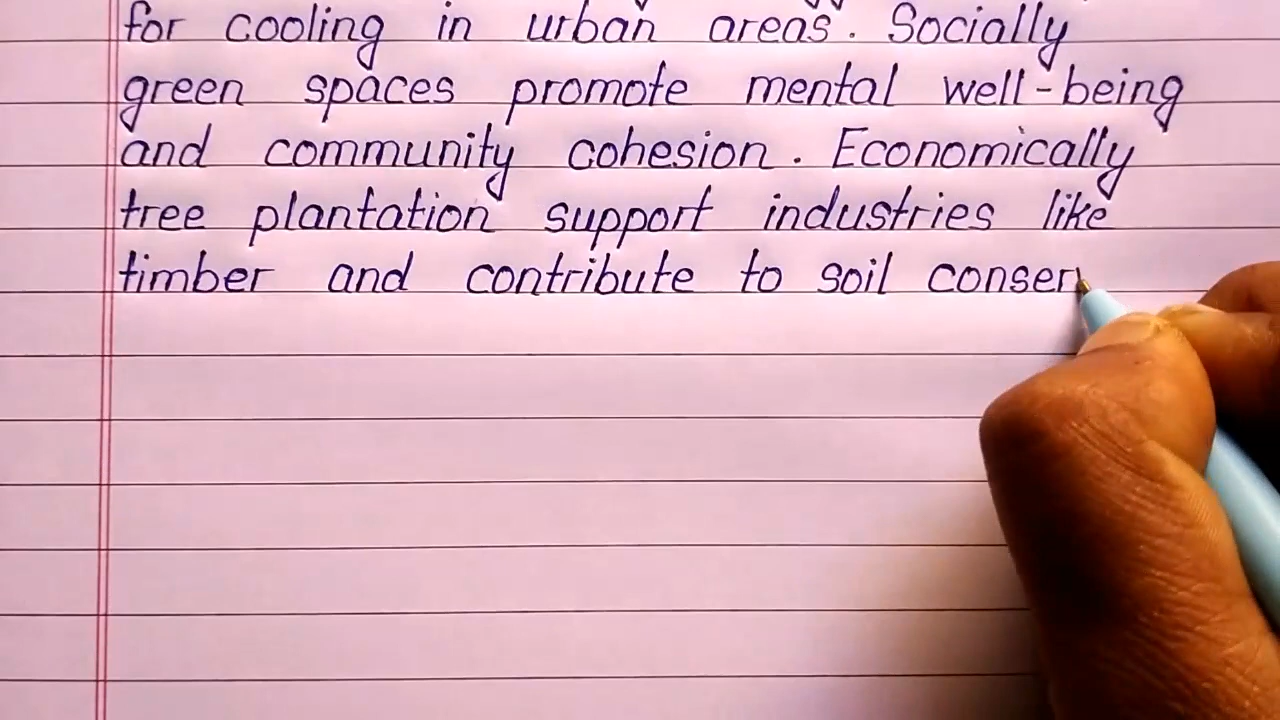 for cooling in urban areas. Socially
green spaces promote mental well-being
and community cohesion. Economically
tree plantation support industries like
timber and contribute to soil conser